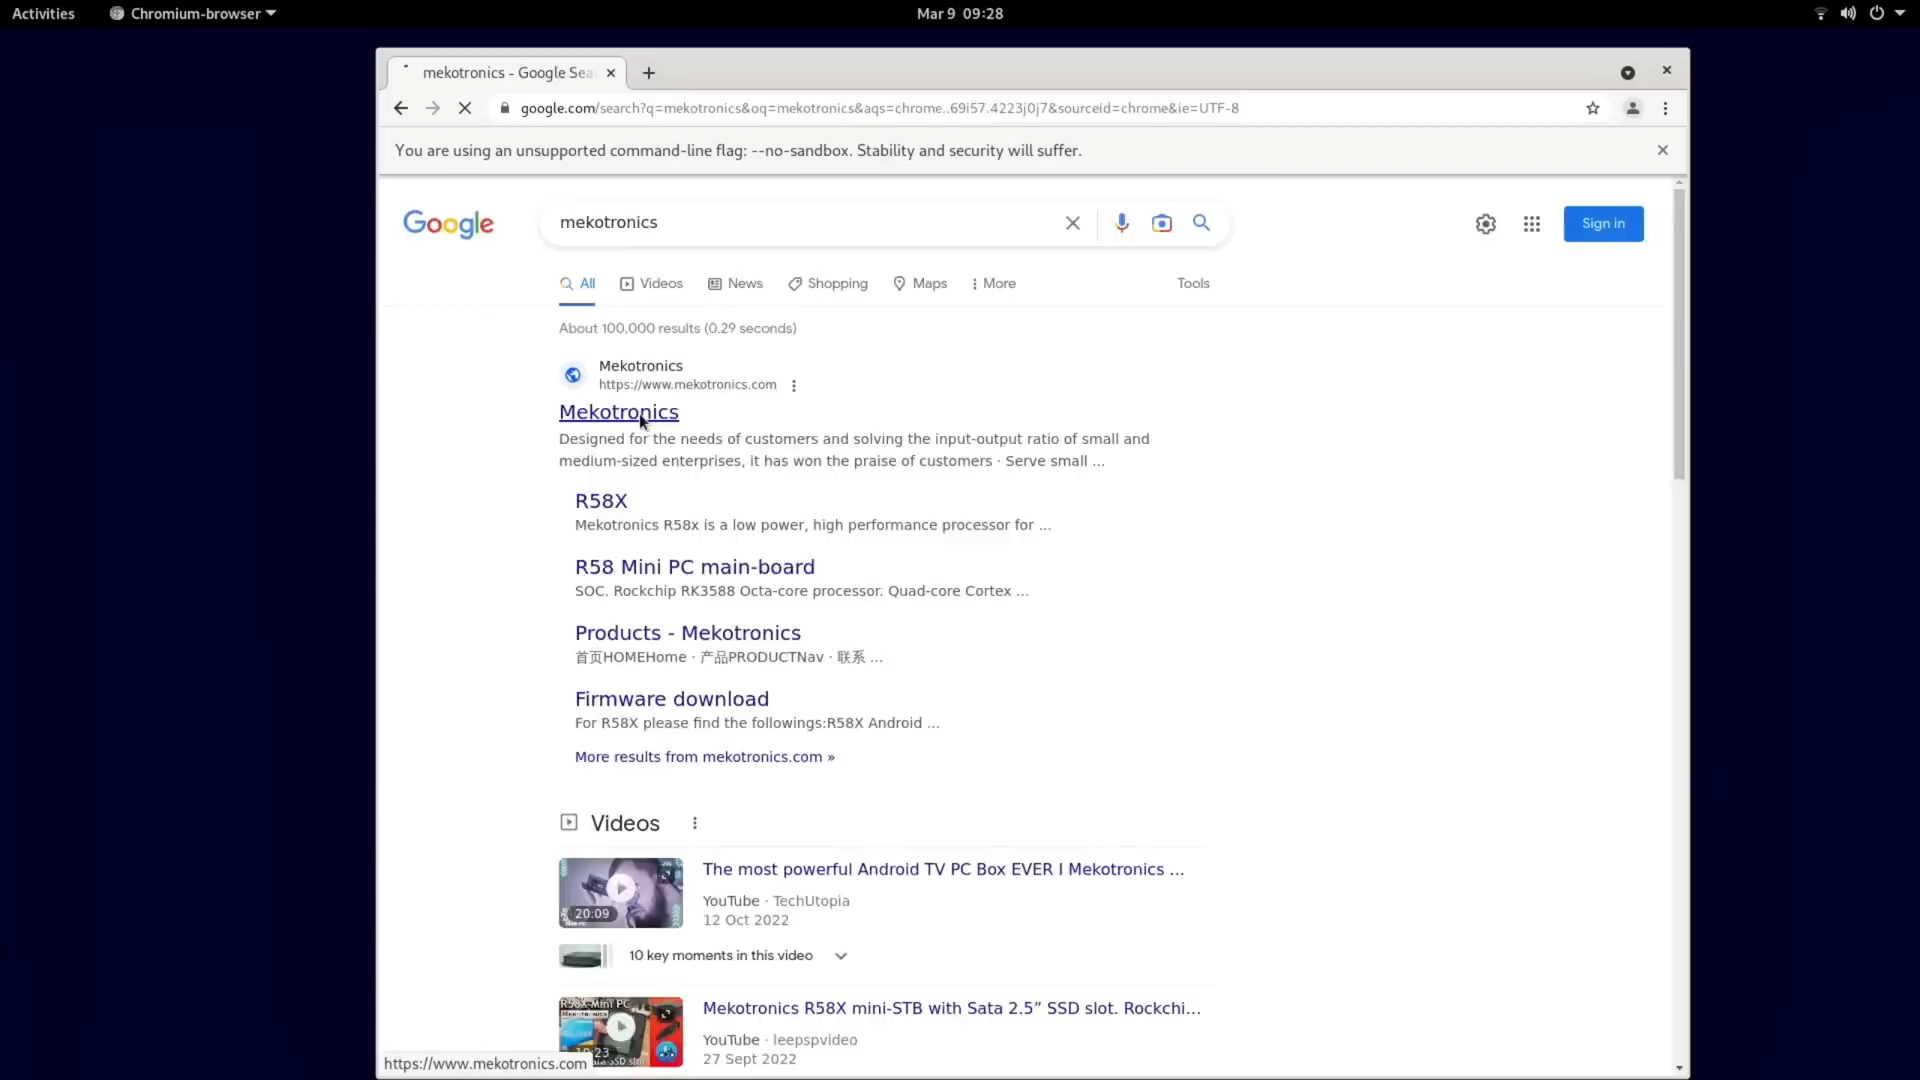 Activities
Chromium-browser
Mar 9 09:28
mekotronics - Google Sea
google.com/search?q=mekotronics&oq=mekotronics&aqs=chrome..69i57.4223j0j7&sourceid=chrome&ie=UTF-8
You are using an unsupported command-line flag: --no-sandbox. Stability and security will suffer.
Google
mekotronics
Sign in
All
Videos
News
Shopping
Maps
More
Tools
About 100,000 results (0.29 seconds)
Mekotronics
https://www.mekotronics.com
Mekotronics
Designed for the needs of customers and solving the input-output ratio of small and
medium-sized enterprises, it has won the praise of customers · Serve small ...
R58X
Mekotronics R58x is a low power, high performance processor for ...
R58 Mini PC main-board
SOC. Rockchip RK3588 Octa-core processor. Quad-core Cortex ...
Products - Mekotronics
首页HOMEHome · 产品PRODUCTNav · 联系 ...
Firmware download
For R58X please find the followings:R58X Android ...
More results from mekotronics.com »
Videos
The most powerful Android TV PC Box EVER I Mekotronics ...
20:09
YouTube · TechUtopia
12 Oct 2022
10 key moments in this video
R58X-Mini PC
Mekotronics R58X mini-STB with Sata 2.5” SSD slot. Rockchi...
YouTube · leepspvideo
27 Sept 2022
https://www.mekotronics.com